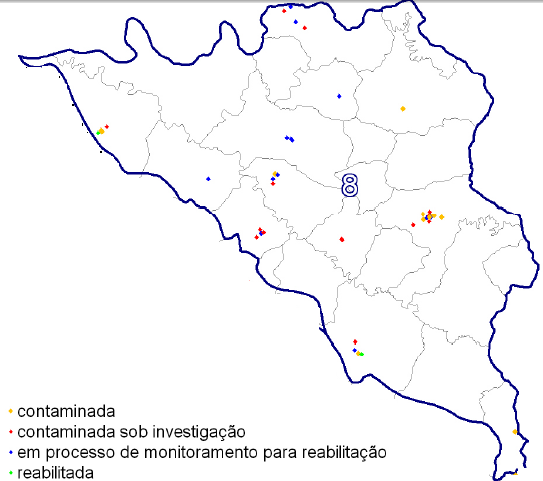 8
contaminada
contaminada sob investigação
em processo de monitoramento para reabilitação
reabilitada